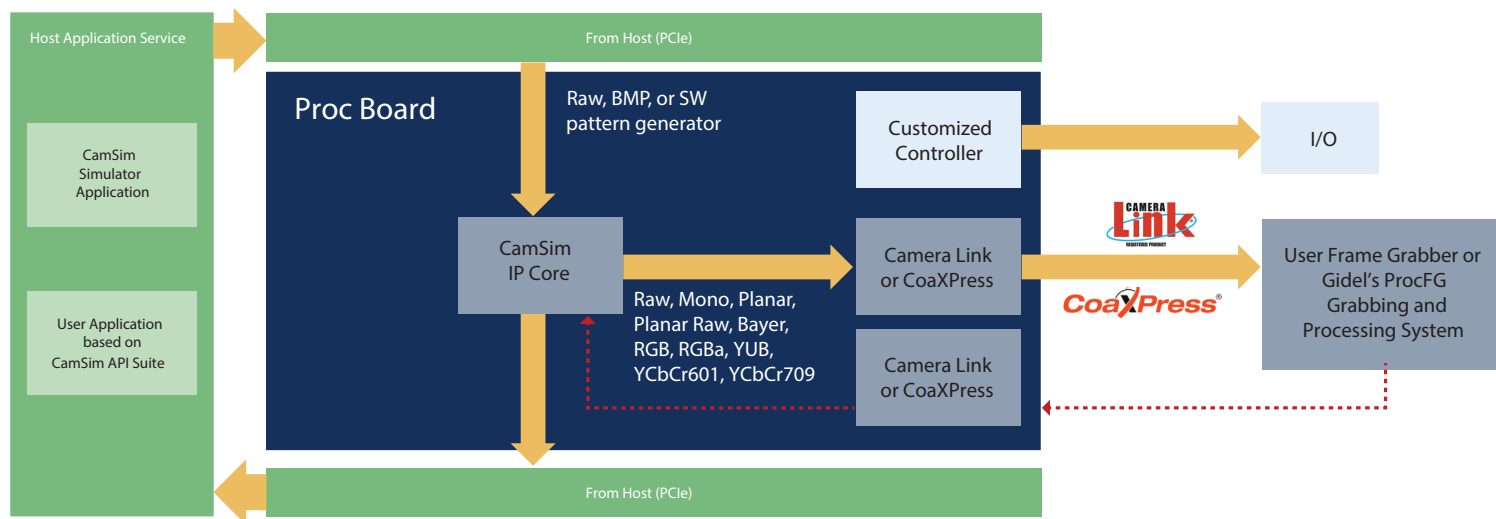 Host Application Service
CamSim
Simulator
Application
User Application
based on
CamSim API Suite
From Host (PCIe)
Proc Board
Raw, BMP, or SW
pattern generator
Customized
Controller
I/O
CamSim
IP Core
Raw, Mono, Planar,
Planar Raw, Bayer,
RGB, RGBa, YUB,
YCbCr601, YCbCr709
Camera Link
or CoaXPress
Camera Link
or CoaXPress
CAMERA
Link®
REGISTERED PRODUCT
CoaXPress®
User Frame Grabber or
Gidel's ProcFG
Grabbing and
Processing System
From Host (PCIe)